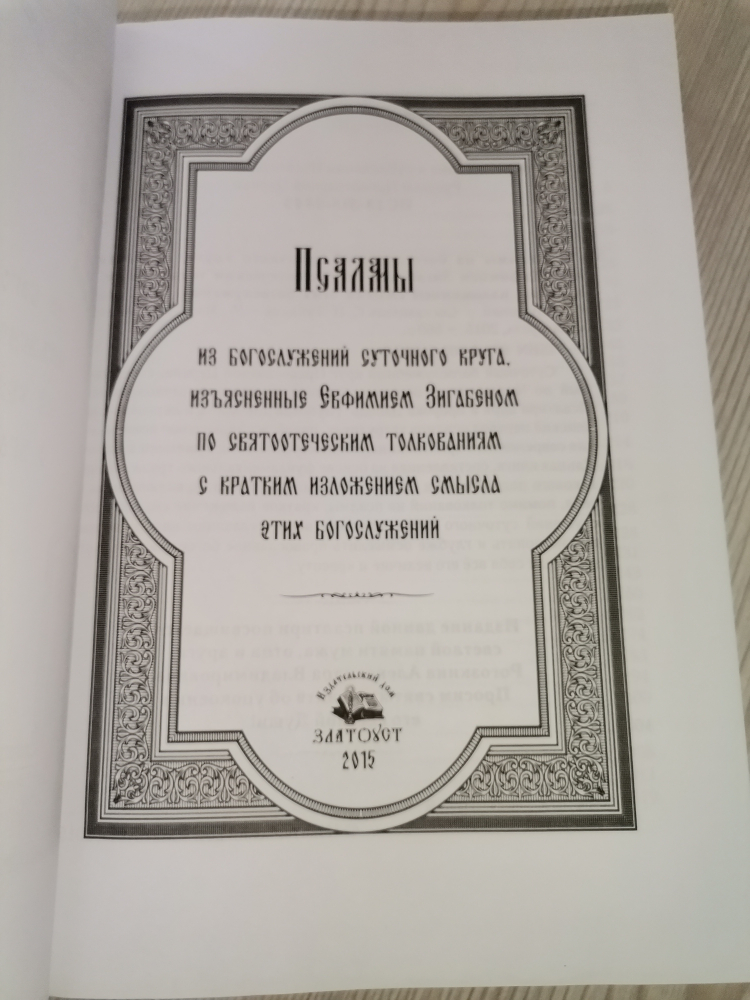 Псалмы
из богослужений суточного круга,
изъясненные Евфимием Зигабеном
по святоотеческим толкованиям
с кратким изложением смысла
этих богослужений
Издательский дом
ЗЛАТОУСТ
2015